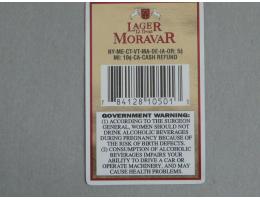 LAGER
MORAVAR
NY-ME-CT-VT-MA-DE-IA-OR: 5¢
MI: 10¢-CA-CASH REFUND
7 84128 10501 1
GOVERNMENT WARNING:
(1) ACCORDING TO THE SURGEON
GENERAL, WOMEN SHOULD NOT
DRINK ALCOHOLIC BEVERAGES
DURING PREGNANCY BECAUSE OF
THE RISK OF BIRTH DEFECTS.
(2) CONSUMPTION OF ALCOHOLIC
BEVERAGES IMPAIRS YOUR
ABILITY TO DRIVE A CAR OR
OPERATE MACHINERY, AND MAY
CAUSE HEALTH PROBLEMS.